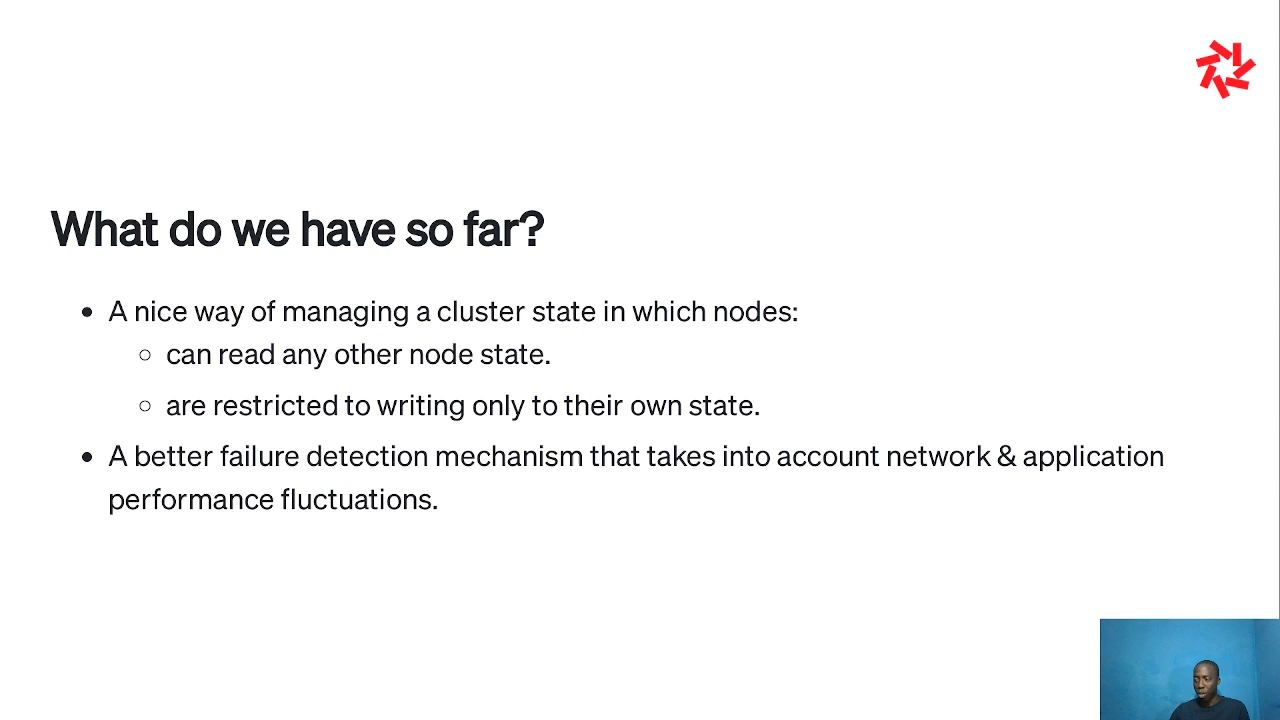 What do we have so far?
• A nice way of managing a cluster state in which nodes:
○ can read any other node state.
○ are restricted to writing only to their own state.
• A better failure detection mechanism that takes into account network & application
performance fluctuations.